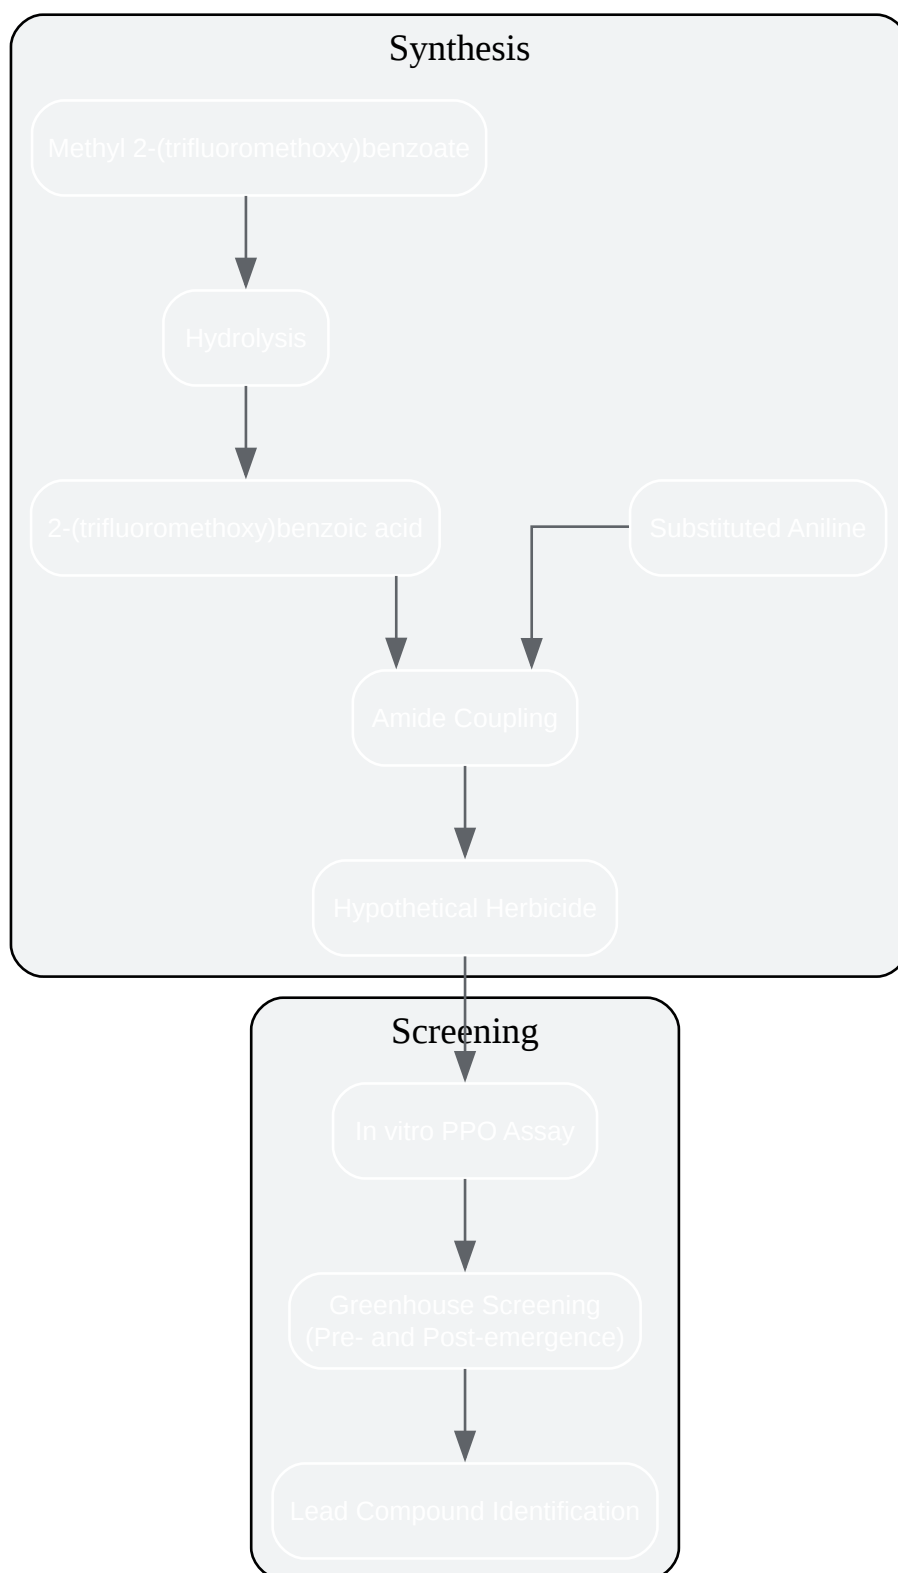 Synthesis
Methyl 2-(trifluoromethoxy)benzoate
Hydrolysis
2-(trifluoromethoxy)benzoic acid
Substituted Aniline
Amide Coupling
Hypothetical Herbicide
Screening
In vitro PPO Assay
Greenhouse Screening
(Pre- and Post-emergence)
Lead Compound Identification